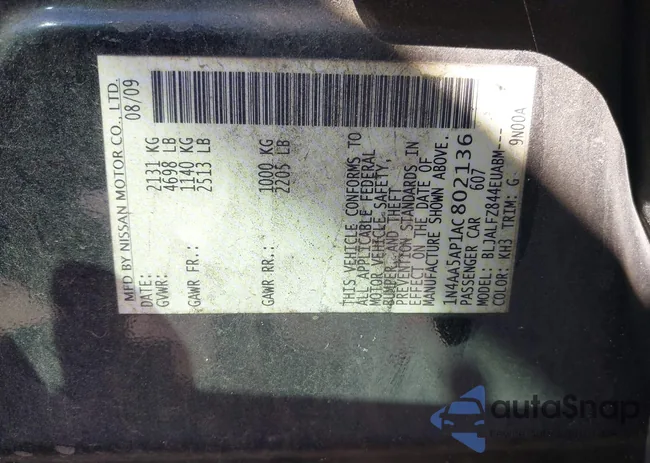 MFD BY NISSAN MOTOR CO., LTD.
DATE: 08/09
GVWR: 2131 KG
4698 LB
GAWR FR.: 1140 KG
2513 LB
GAWR RR.: 1000 KG
2205 LB
THIS VEHICLE CONFORMS TO
ALL APPLICABLE FEDERAL
MOTOR VEHICLE SAFETY,
BUMPER, AND THEFT
PREVENTION STANDARDS IN
EFFECT ON THE DATE OF
MANUFACTURE SHOWN ABOVE.
1N4AA5AP1AC802136
PASSENGER CAR 607
MODEL: BLJALFZ844EUABM---
COLOR: KH3 TRIM: G 9N00A
autoSnap